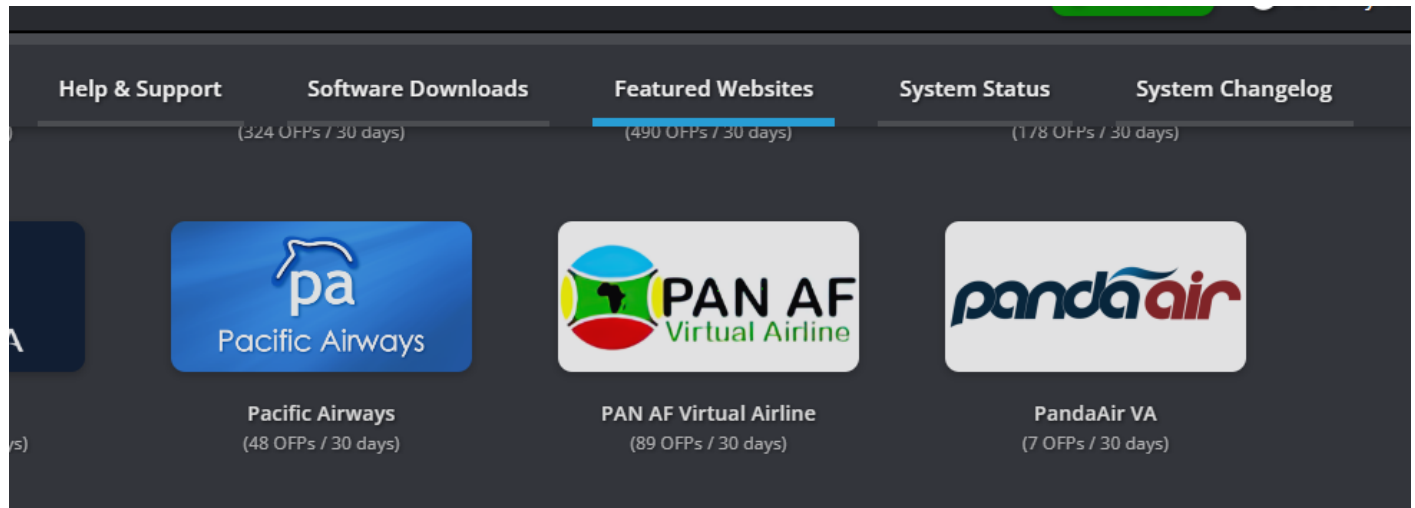 Help & Support Software Downloads Featured Websites System Status System Changelog
(324 OFPs / 30 days) (490 OFPs / 30 days) (178 OFPs / 30 days)
pa
Pacific Airways
PAN AF
Virtual Airline
pandaair
A
Pacific Airways PAN AF Virtual Airline PandaAir VA
ys) (48 OFPs / 30 days) (89 OFPs / 30 days) (7 OFPs / 30 days)